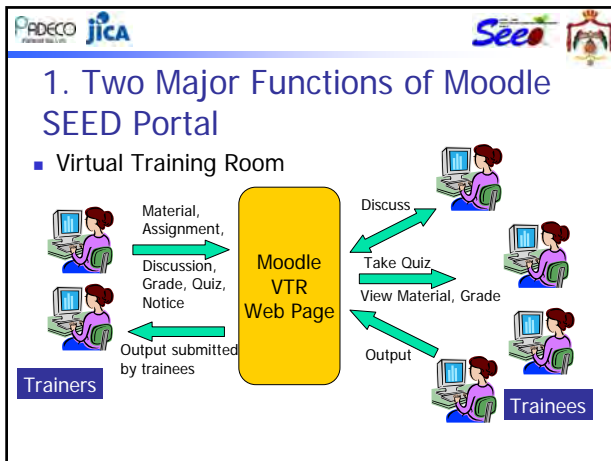 PADECO
jICA
Seed
1. Two Major Functions of Moodle
SEED Portal
Virtual Training Room
Material,
Assignment,
Discussion,
Grade, Quiz,
Notice
Output submitted
by trainees
Trainers
Moodle
VTR
Web Page
Discuss
Take Quiz
View Material, Grade
Output
Trainees